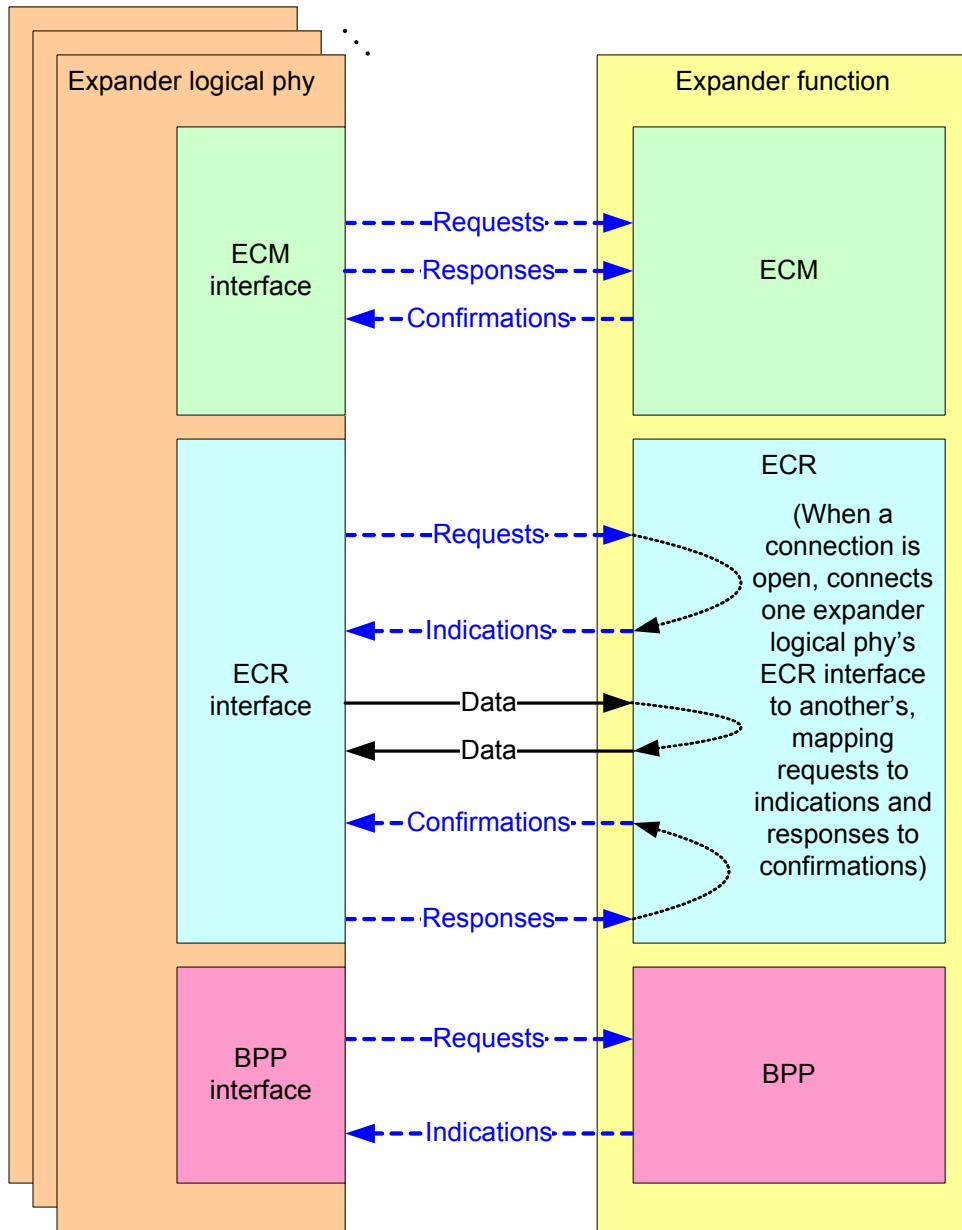 Expander logical phy
Expander function
ECM
interface
Requests
Responses
Confirmations
ECM
ECR
interface
Requests
Indications
Data
Data
Confirmations
Responses
ECR
(When a
connection is
open, connects
one expander
logical phy’s
ECR interface
to another’s,
mapping
requests to
indications and
responses to
confirmations)
BPP
interface
Requests
Indications
BPP